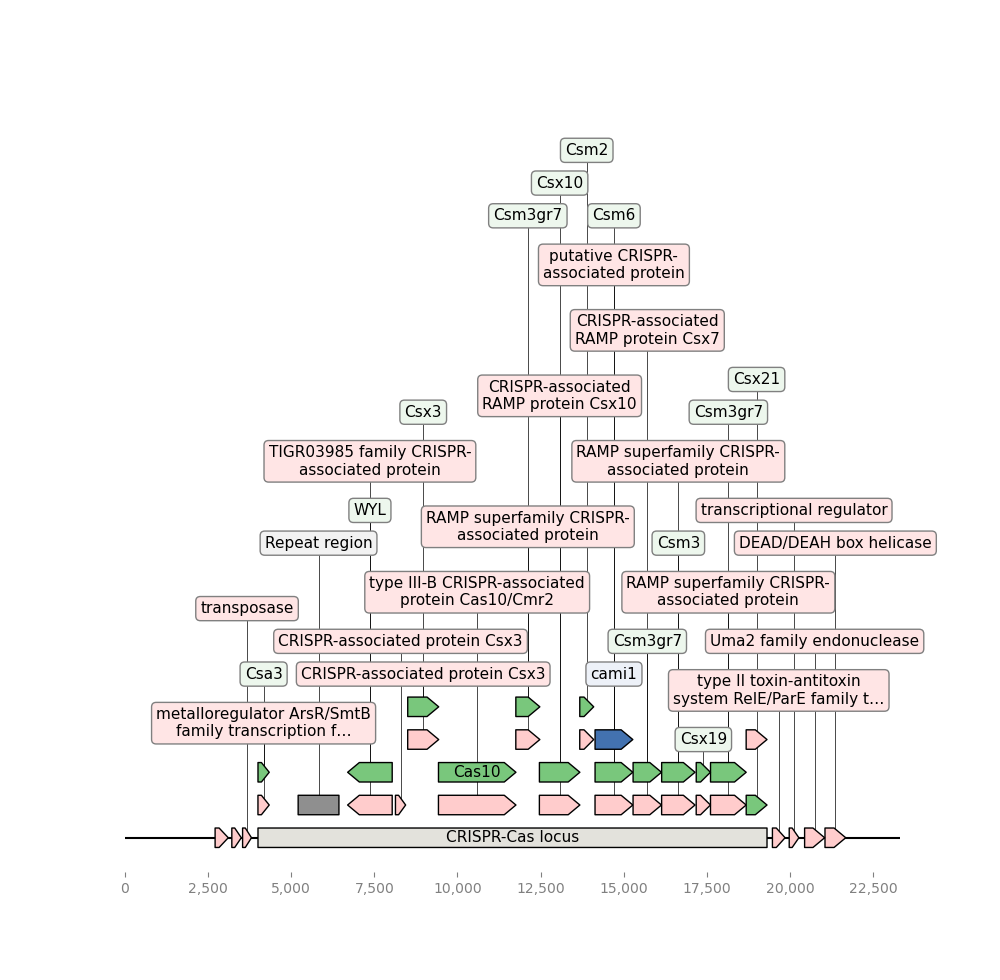 Csm2
Csx10
Csm3gr7
Csm6
putative CRISPR-
associated protein
CRISPR-associated
RAMP protein Csx7
Csx21
CRISPR-associated
RAMP protein Csx10
Csx3
Csm3gr7
TIGR03985 family CRISPR-
associated protein
RAMP superfamily CRISPR-
associated protein
WYL
transcriptional regulator
RAMP superfamily CRISPR-
associated protein
Repeat region
Csm3
DEAD/DEAH box helicase
type III-B CRISPR-associated
protein Cas10/Cmr2
RAMP superfamily CRISPR-
associated protein
transposase
CRISPR-associated protein Csx3
Csm3gr7
Uma2 family endonuclease
Csa3
CRISPR-associated protein Csx3
cami1
type II toxin-antitoxin
system RelE/ParE family t...
metalloregulator ArsR/SmtB
family transcription f...
Csx19
Cas10
CRISPR-Cas locus
0 2,500 5,000 7,500 10,000 12,500 15,000 17,500 20,000 22,500